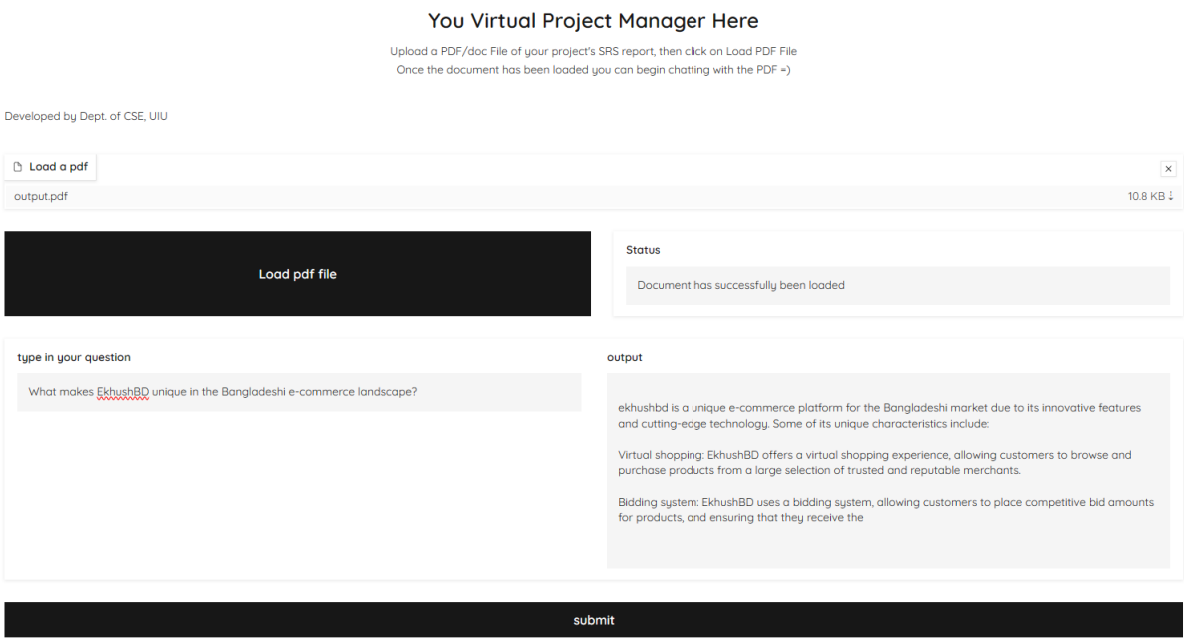 You Virtual Project Manager Here
Upload a PDF/doc File of your project's SRS report, then click on Load PDF File
Once the document has been loaded you can begin chatting with the PDF =)
Developed by Dept. of CSE, UIU
Load a pdf
output.pdf
10.8 KB ↓
Load pdf file
Status
Document has successfully been loaded
type in your question
What makes EkhushBD unique in the Bangladeshi e-commerce landscape?
output
ekhushbd is a unique e-commerce platform for the Bangladeshi market due to its innovative features
and cutting-edge technology. Some of its unique characteristics include:
Virtual shopping: EkhushBD offers a virtual shopping experience, allowing customers to browse and
purchase products from a large selection of trusted and reputable merchants.
Bidding system: EkhushBD uses a bidding system, allowing customers to place competitive bid amounts
for products, and ensuring that they receive the
submit